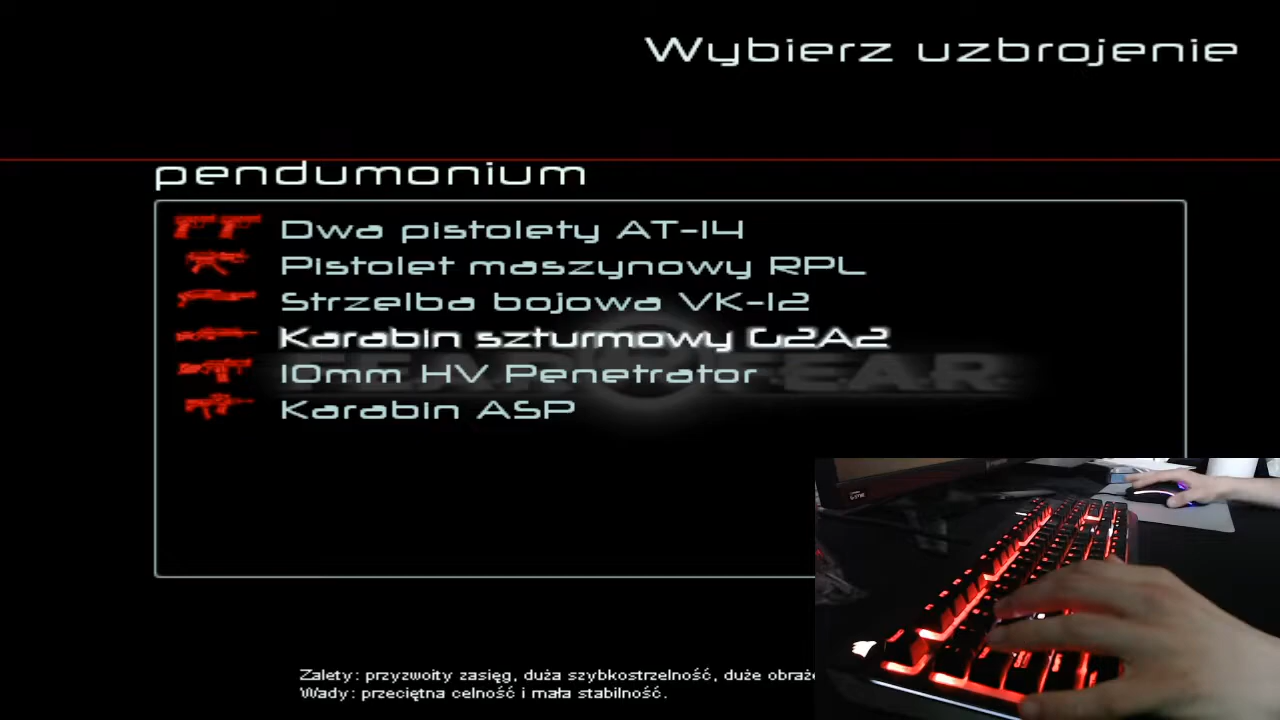 Wybierz uzbrojenie
pendumonium
Dwa pistolety AT-14
Pistolet maszynowy RPL
Strzelba bojowa VK-12
Karabin szturmowy G2A2
10mm HV Penetrator
Karabin ASP
Zalety: przyzwoity zasięg, duża szybkostrzelność, duże
Wady: przeciętna celność i mała stabilność.